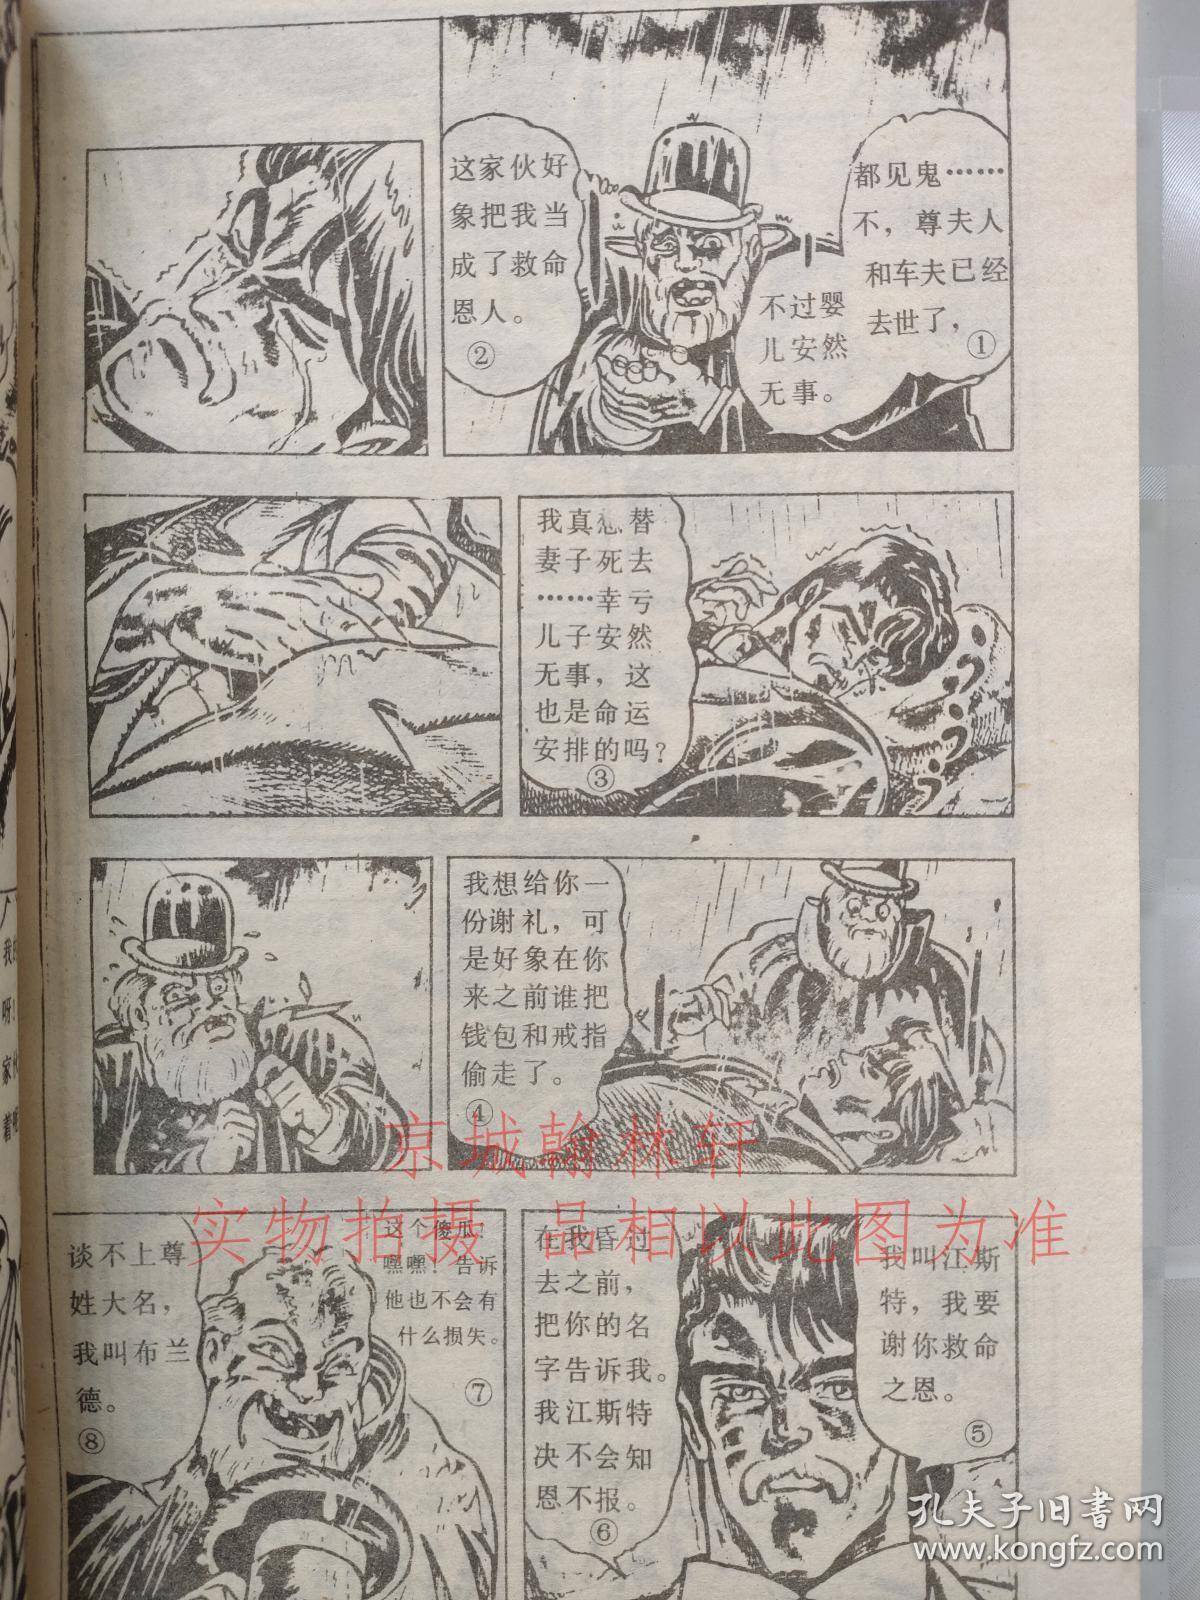 都见鬼……
不，尊夫人
和车夫已经
去世了，
①
不过婴
儿安然
无事。
这家伙好
象把我当
成了救命
恩人。
②
我真想替
妻子死去
……幸亏
儿子安然
无事，这
也是命运
安排的吗？
③
我想给你一
份谢礼，可
是好象在你
来之前谁把
钱包和戒指
偷走了。
④
我叫江斯
特，我要
谢你救命
之恩。
⑤
在我昏过
去之前，
把你的名
字告诉我。
我江斯特
决不会知
恩不报。
⑥
这个傻瓜！
嘿嘿！告诉
他也不会有
什么损失。
⑦
谈不上尊
姓大名，
我叫布兰
德。
⑧
京城翰林轩
实物拍摄 品相以此图为准
孔夫子旧书网
www.kongfz.com